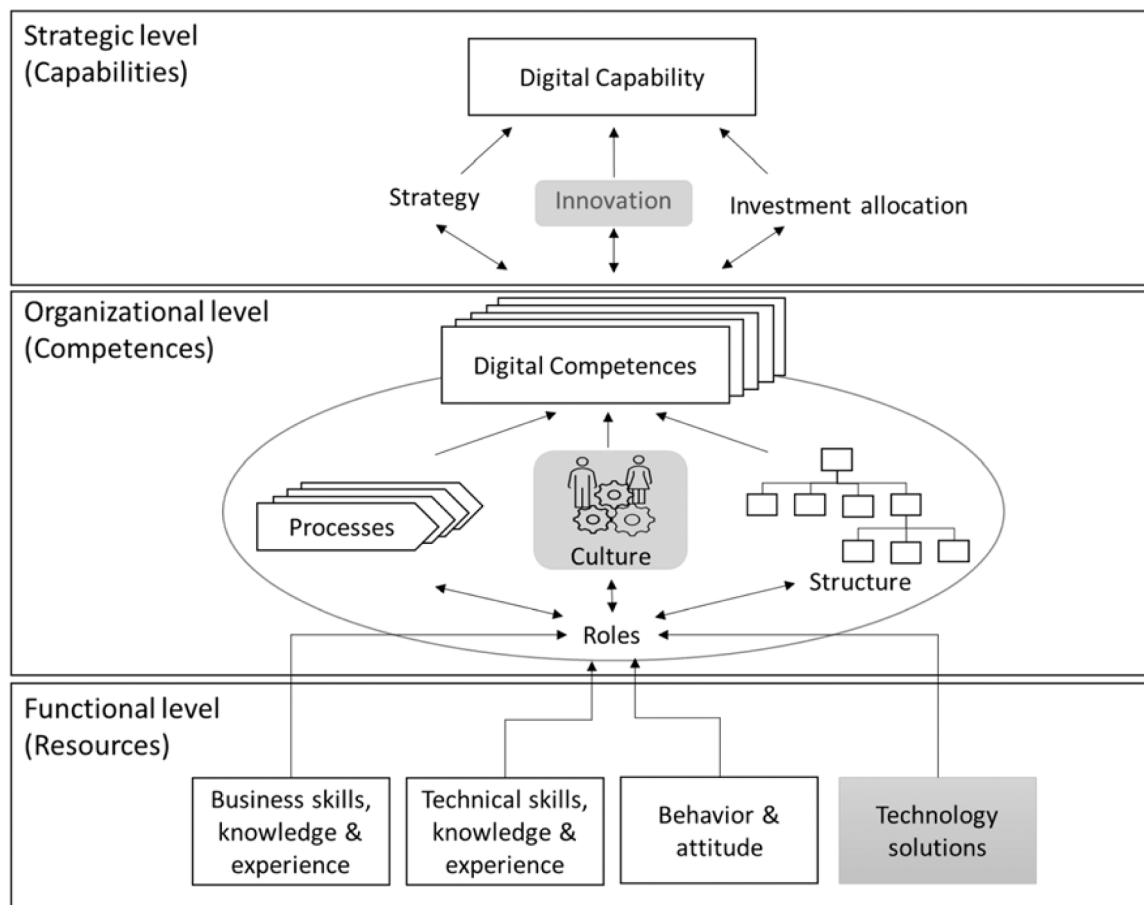 Strategic level
(Capabilities)
Digital Capability
Strategy
Innovation
Investment allocation
Organizational level
(Competences)
Digital Competences
Processes
Culture
Structure
Roles
Functional level
(Resources)
Business skills,
knowledge &
experience
Technical skills,
knowledge &
experience
Behavior &
attitude
Technology
solutions